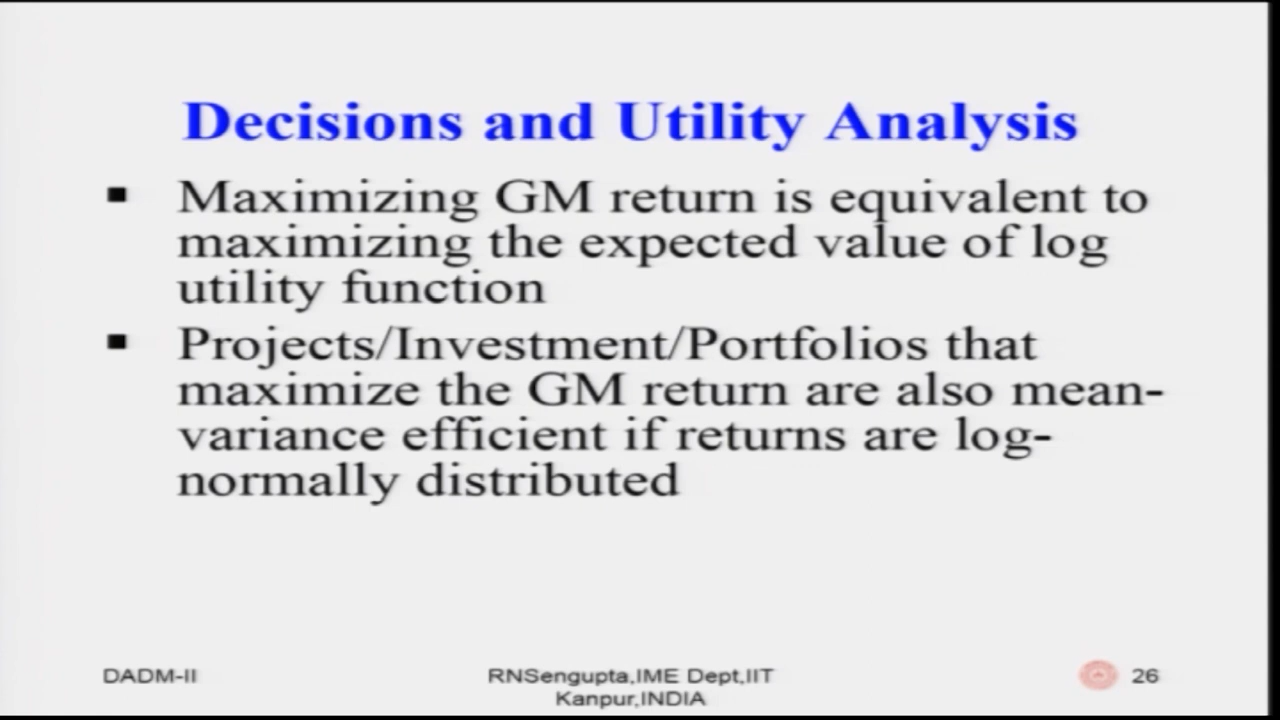 Decisions and Utility Analysis
▪ Maximizing GM return is equivalent to
maximizing the expected value of log
utility function
▪ Projects/Investment/Portfolios that
maximize the GM return are also mean-
variance efficient if returns are log-
normally distributed
DADM-II
RNSengupta,IME Dept,IIT
Kanpur,INDIA
26